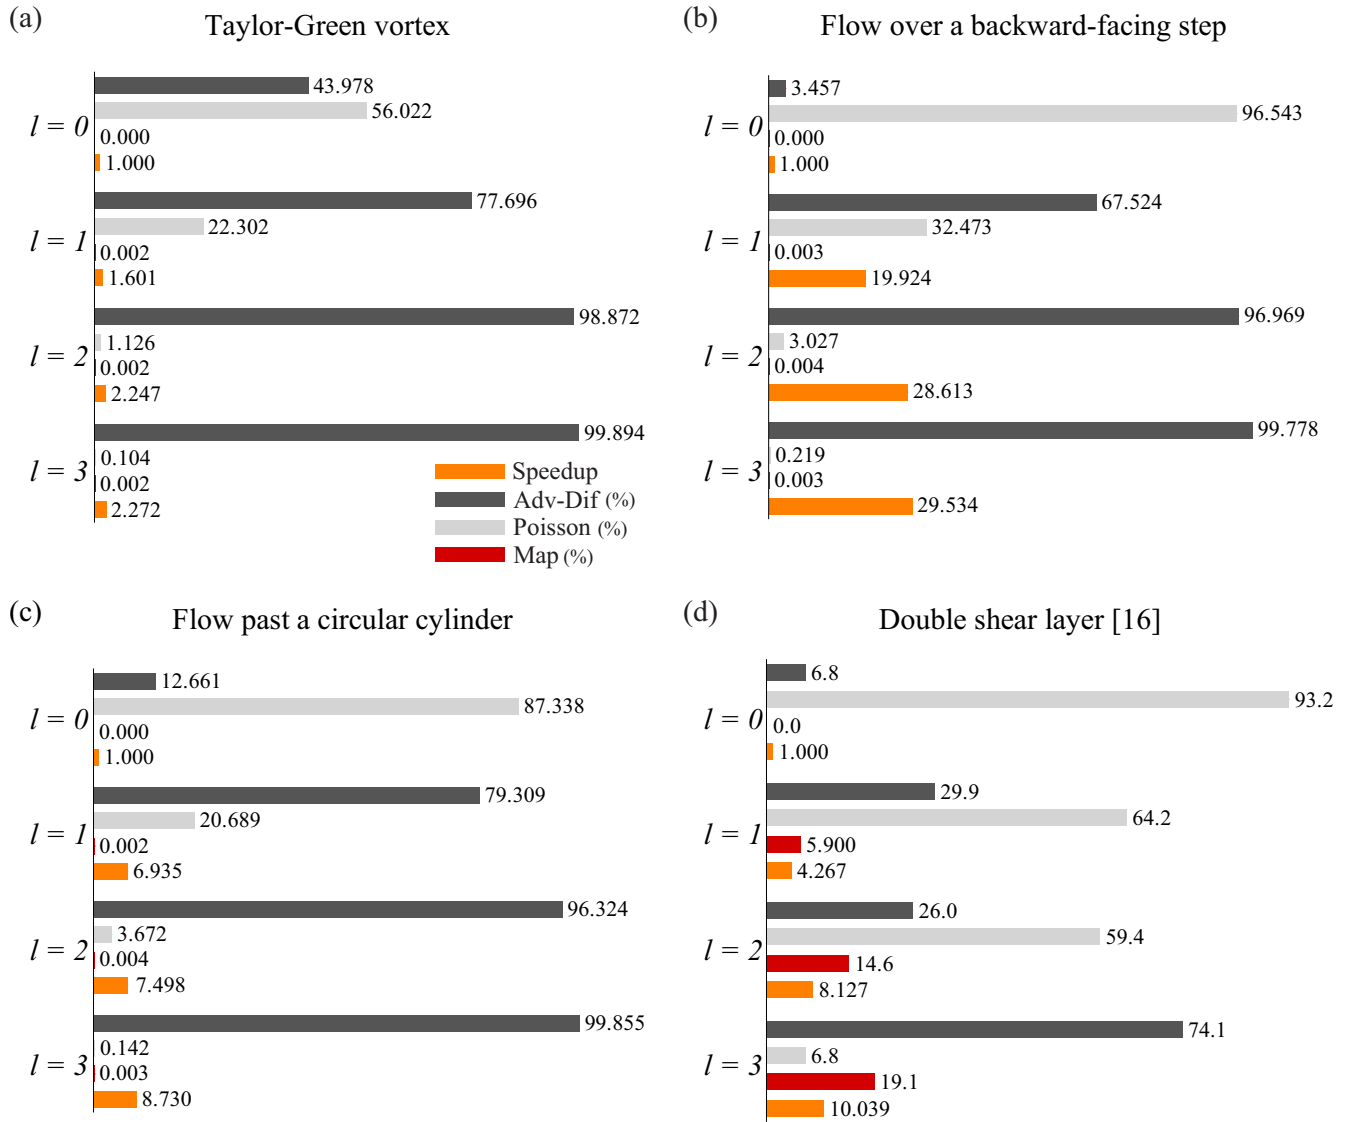 (a)
Taylor-Green vortex
43.978
56.022
l = 0
0.000
1.000
77.696
22.302
l = 1
0.002
1.601
98.872
1.126
l = 2
0.002
2.247
99.894
0.104
l = 3
0.002
2.272
Speedup
Adv-Dif (%)
Poisson (%)
Map (%)
(b)
Flow over a backward-facing step
3.457
96.543
l = 0
0.000
1.000
67.524
32.473
l = 1
0.003
19.924
96.969
3.027
l = 2
0.004
28.613
99.778
0.219
l = 3
0.003
29.534
(c)
Flow past a circular cylinder
12.661
87.338
l = 0
0.000
1.000
79.309
20.689
l = 1
0.002
6.935
96.324
3.672
l = 2
0.004
7.498
99.855
0.142
l = 3
0.003
8.730
(d)
Double shear layer [16]
6.8
93.2
l = 0
0.0
1.000
29.9
64.2
l = 1
5.900
4.267
26.0
59.4
l = 2
14.6
8.127
74.1
6.8
l = 3
19.1
10.039